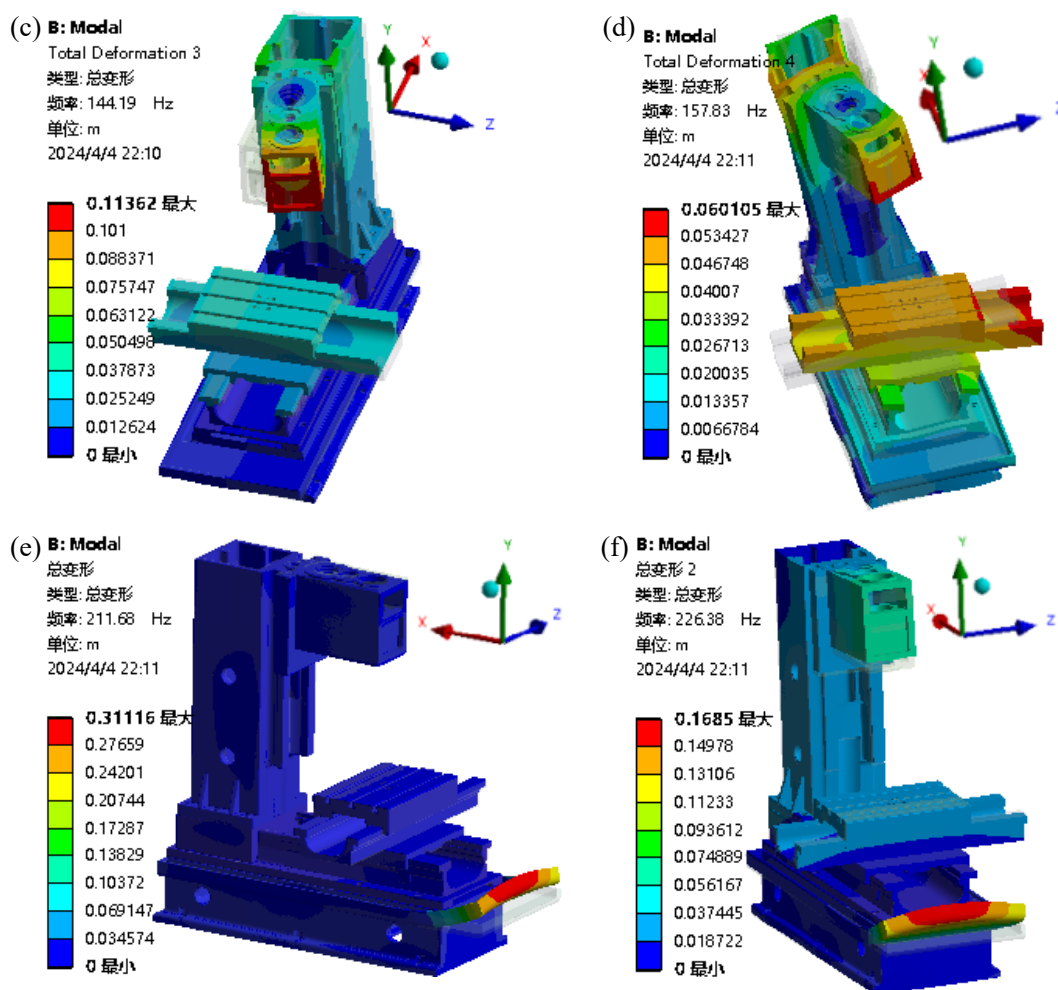 (c)
B: Modal
Total Deformation 3
类型: 总变形
频率: 144.19 Hz
单位: m
2024/4/4 22:10
0.11362 最大
0.101
0.088371
0.075747
0.063122
0.050498
0.037873
0.025249
0.012624
0 最小
Y
X
Z
(d)
B: Modal
Total Deformation 4
类型: 总变形
频率: 157.83 Hz
单位: m
2024/4/4 22:11
0.060105 最大
0.053427
0.046748
0.04007
0.033392
0.026713
0.020035
0.013357
0.0066784
0 最小
Y
X
Z
(e)
B: Modal
总变形
类型: 总变形
频率: 211.68 Hz
单位: m
2024/4/4 22:11
0.31116 最大
0.27659
0.24201
0.20744
0.17287
0.13829
0.10372
0.069147
0.034574
0 最小
Y
X
Z
(f)
B: Modal
总变形 2
类型: 总变形
频率: 226.38 Hz
单位: m
2024/4/4 22:11
0.1685 最大
0.14978
0.13106
0.11233
0.093612
0.074889
0.056167
0.037445
0.018722
0 最小
Y
X
Z